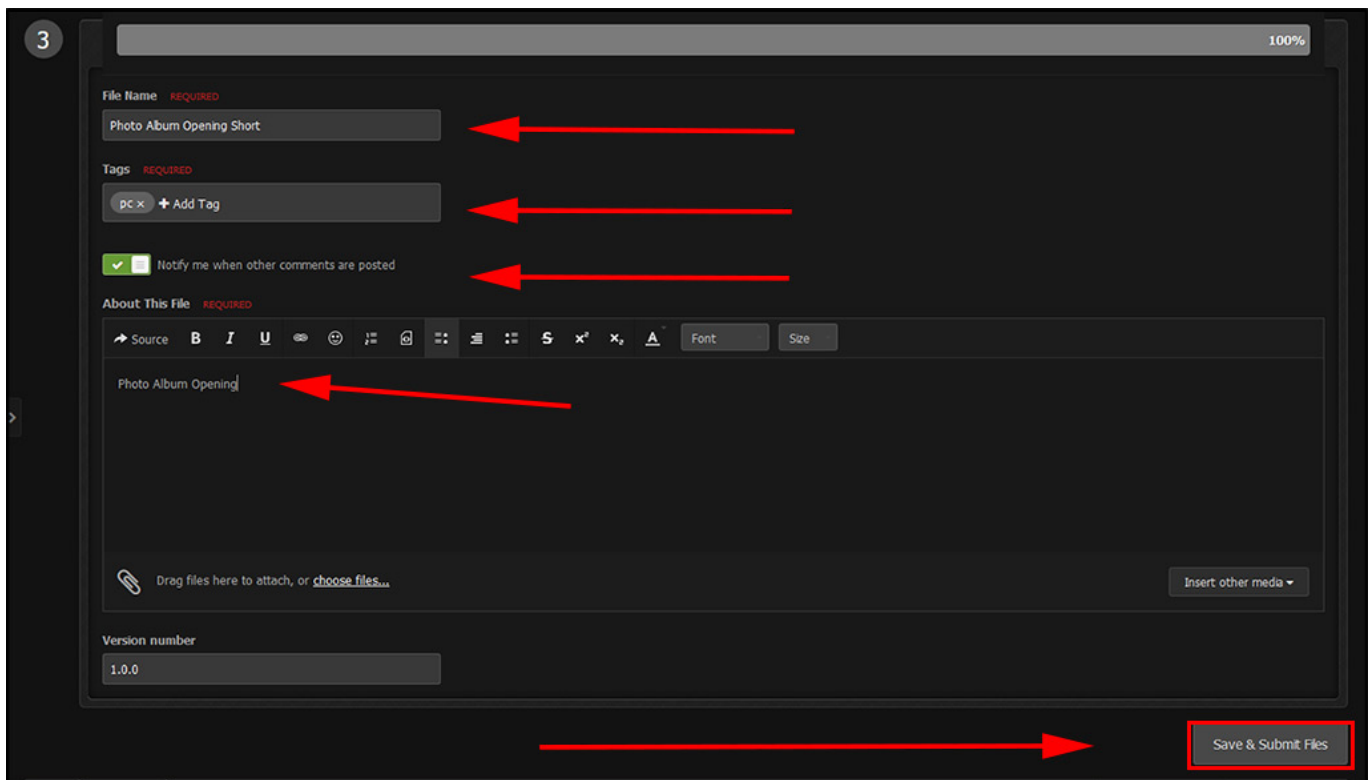 3
100%
File Name REQUIRED
Photo Album Opening Short
Tags REQUIRED
pc × + Add Tag
Notify me when other comments are posted
About This File REQUIRED
Source B I U S x² x₂ A Font Size
Photo Album Opening
Drag files here to attach, or choose files...
Insert other media
Version number
1.0.0
Save & Submit Files